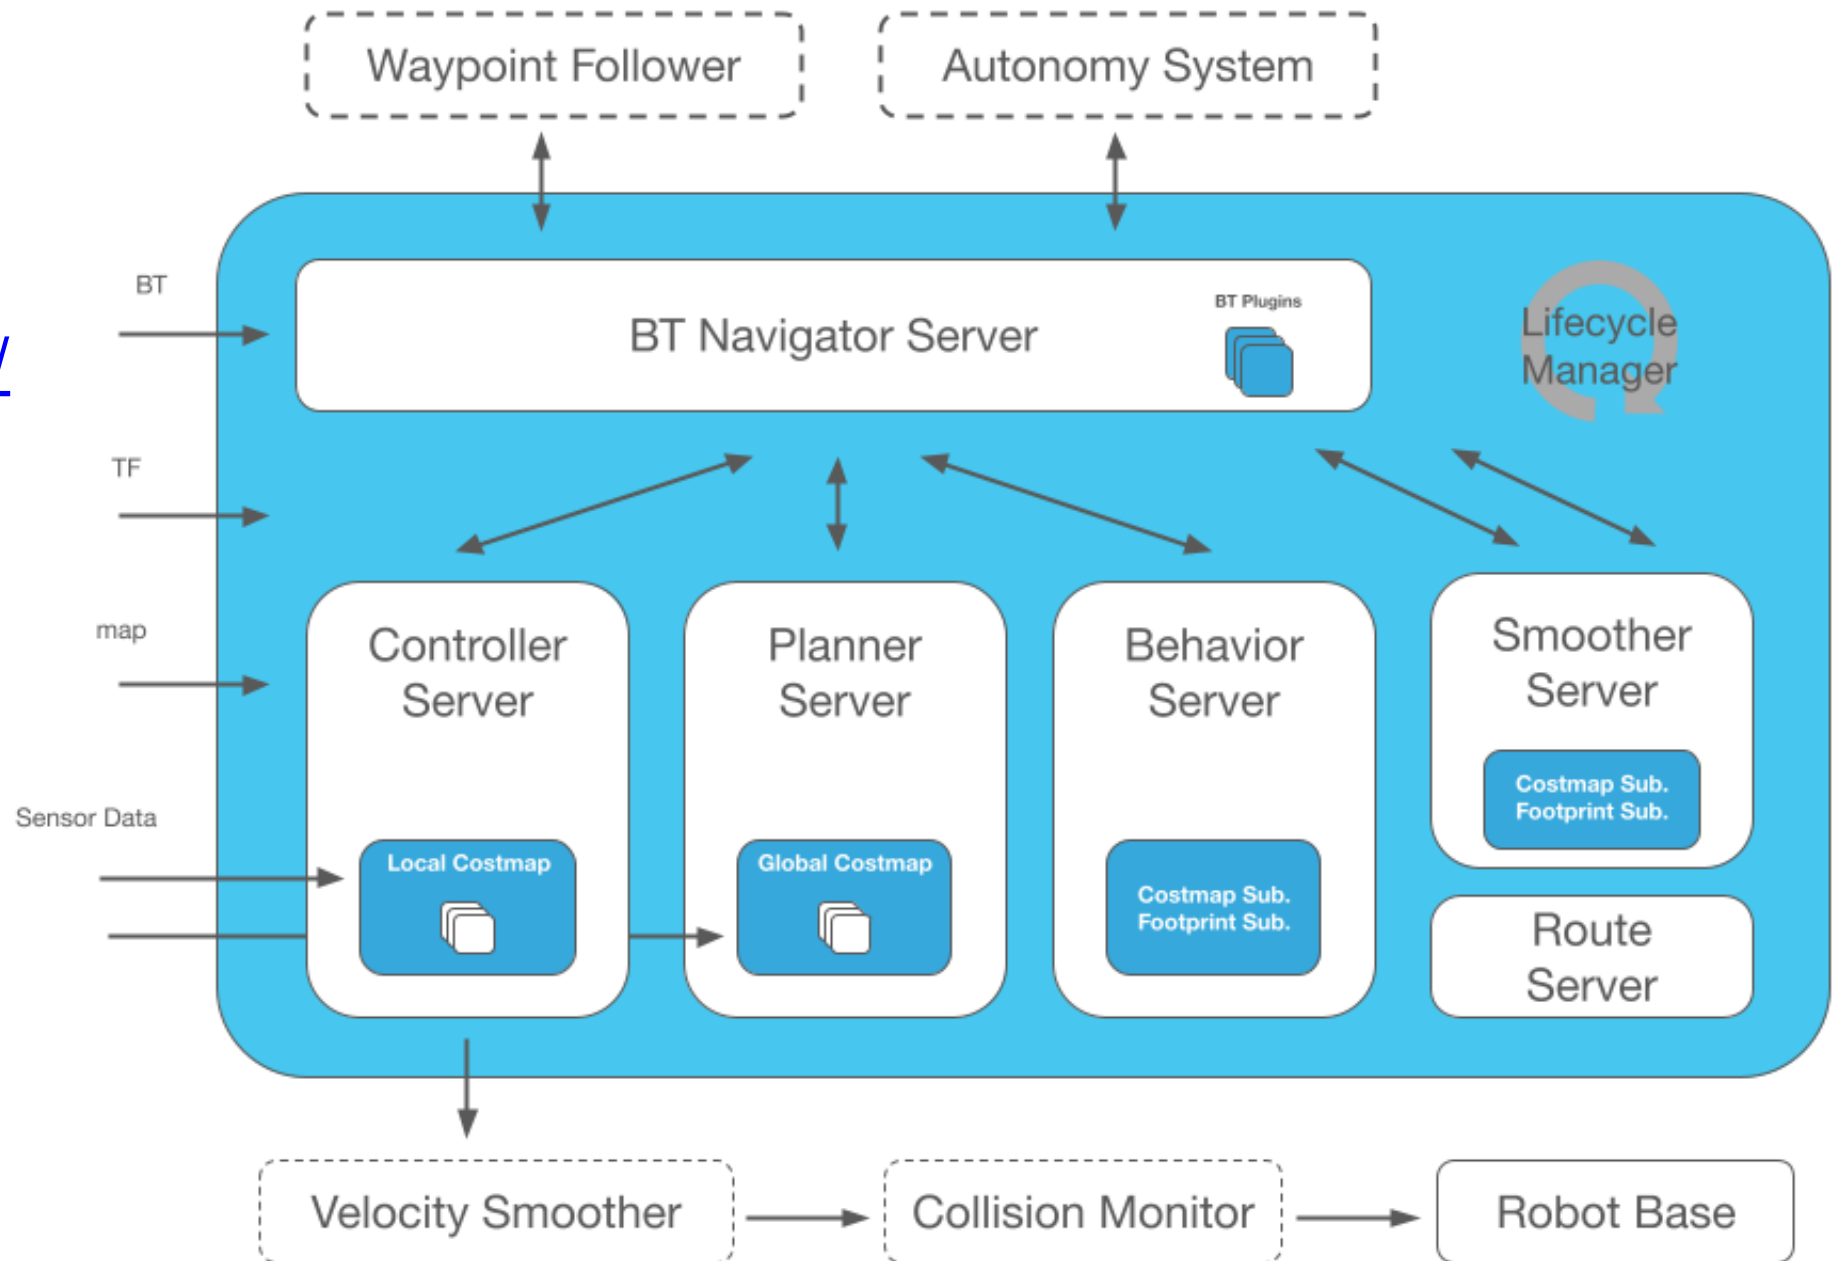 Waypoint Follower
Autonomy System
BT
BT Navigator Server
BT Plugins
Lifecycle
Manager
/
TF
map
Sensor Data
Controller
Server
Local Costmap
Planner
Server
Global Costmap
Behavior
Server
Costmap Sub.
Footprint Sub.
Smoother
Server
Costmap Sub.
Footprint Sub.
Route
Server
Velocity Smoother
Collision Monitor
Robot Base